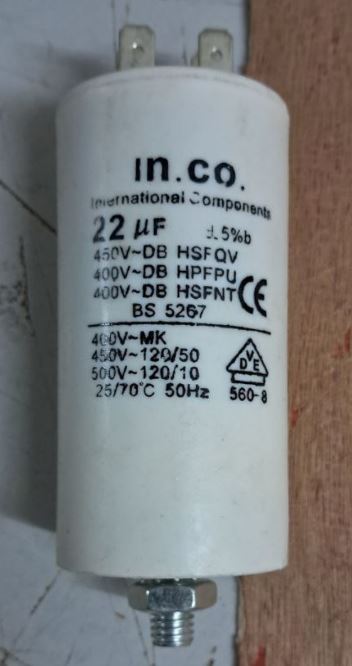 in.co.
International Components
22 µF ±5%b
450V~DB HSFQV
400V~DB HPFPU
400V~DB HSFNT CE
BS 5267
400V~MK
450V~120/50
500V~120/10
25/70°C 50Hz
VDE
560-8